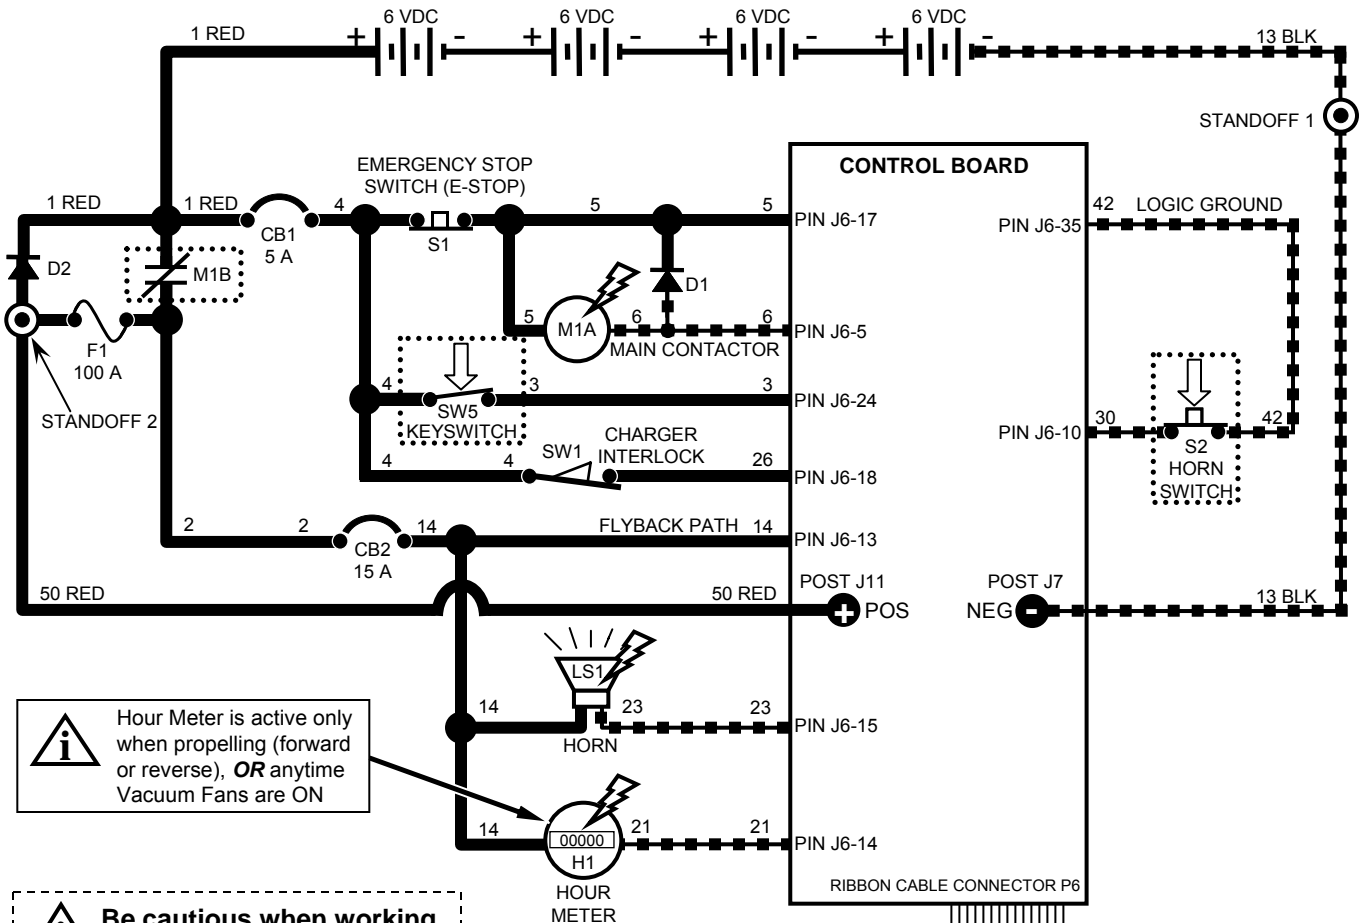 6 VDC 6 VDC 6 VDC 6 VDC
1 RED + - + - + - + - 13 BLK
STANDOFF 1
EMERGENCY STOP
SWITCH (E-STOP)
CONTROL BOARD
1 RED 1 RED 4 5 5 PIN J6-17
CB1
5 A
S1
42 LOGIC GROUND
PIN J6-35
D2
M1B
D1
5 M1A 6 6 PIN J6-5
MAIN CONTACTOR
F1
100 A
STANDOFF 2
4 3 3 PIN J6-24
SW5
KEYSWITCH
PIN J6-10 30 42
S2
HORN
SWITCH
CHARGER
INTERLOCK
4 4 SW1 26 PIN J6-18
2 2 14 FLYBACK PATH 14 PIN J6-13
CB2
15 A
50 RED 50 RED
POST J11
+ POS
POST J7
NEG - 13 BLK
LS1
14 23 23 PIN J6-15
HORN
Hour Meter is active only
when propelling (forward
or reverse), OR anytime
Vacuum Fans are ON
i
14 00000 21 21 PIN J6-14
H1
HOUR
METER
RIBBON CABLE CONNECTOR P6
Be cautious when working